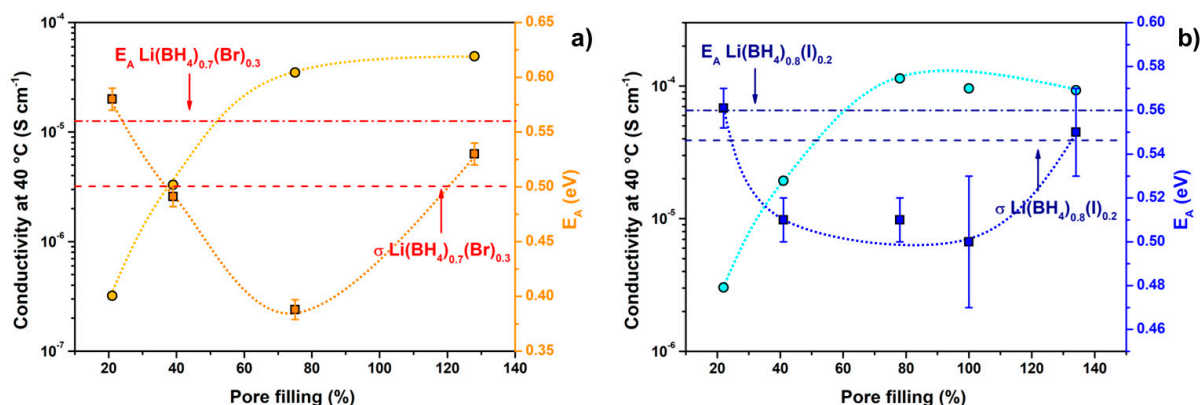 a)
Conductivity at 40 °C (S cm⁻¹)
10⁻⁴
10⁻⁵
10⁻⁶
10⁻⁷
E_A Li(BH₄)₀.₇(Br)₀.₃
σ Li(BH₄)₀.₇(Br)₀.₃
0.65
0.60
0.55
0.50
0.45
0.40
0.35
E_A (eV)
20 40 60 80 100 120 140
Pore filling (%)
b)
Conductivity at 40 °C (S cm⁻¹)
10⁻⁴
10⁻⁵
10⁻⁶
E_A Li(BH₄)₀.₈(I)₀.₂
σ Li(BH₄)₀.₈(I)₀.₂
0.60
0.58
0.56
0.54
0.52
0.50
0.48
0.46
0.44
E_A (eV)
20 40 60 80 100 120 140
Pore filling (%)